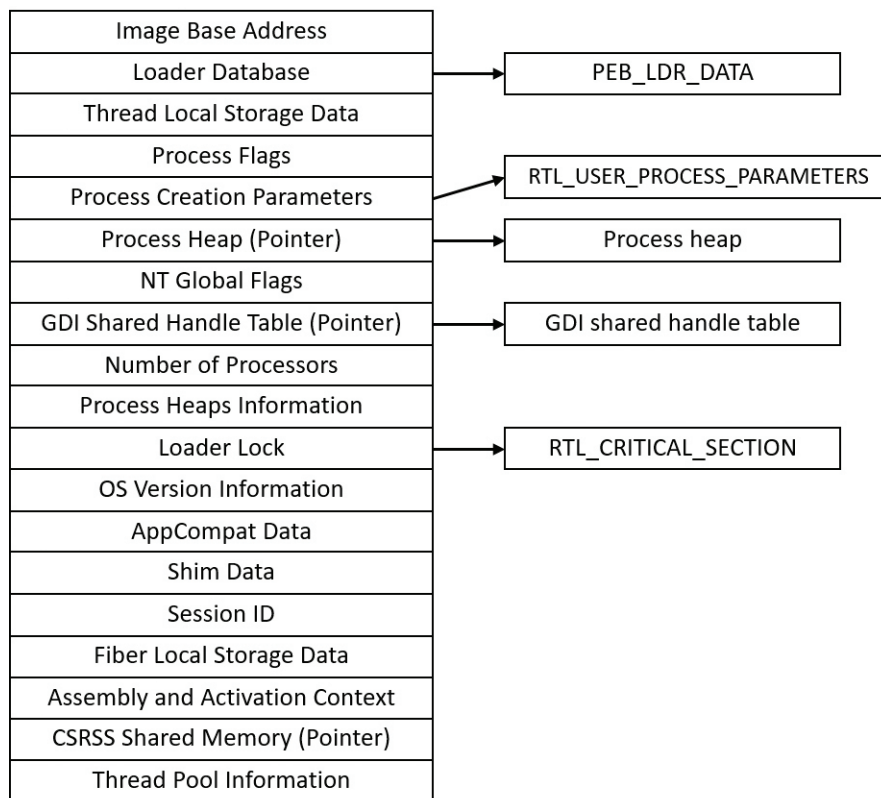 Image Base Address
Loader Database
PEB_LDR_DATA
Thread Local Storage Data
Process Flags
Process Creation Parameters
RTL_USER_PROCESS_PARAMETERS
Process Heap (Pointer)
Process heap
NT Global Flags
GDI Shared Handle Table (Pointer)
GDI shared handle table
Number of Processors
Process Heaps Information
Loader Lock
RTL_CRITICAL_SECTION
OS Version Information
AppCompat Data
Shim Data
Session ID
Fiber Local Storage Data
Assembly and Activation Context
CSRSS Shared Memory (Pointer)
Thread Pool Information